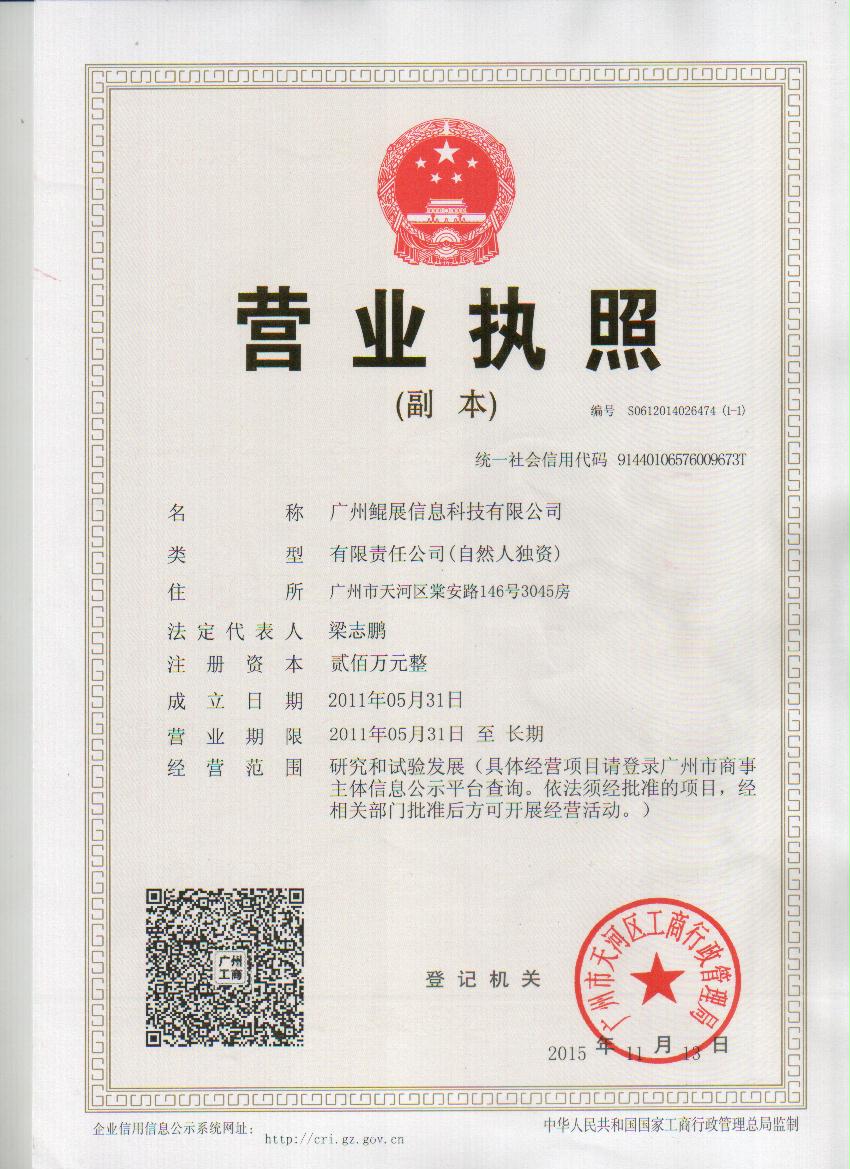 营业执照
(副 本)
编号 S0612014026474 (1-1)
统一社会信用代码 91440106576009673T
名称 广州鲲展信息科技有限公司
类型 有限责任公司(自然人独资)
住所 广州市天河区棠安路146号3045房
法定代表人 梁志鹏
注册资本 贰佰万元整
成立日期 2011年05月31日
营业期限 2011年05月31日 至 长期
经营范围 研究和试验发展（具体经营项目请登录广州市商事
主体信息公示平台查询。依法须经批准的项目，经
相关部门批准后方可开展经营活动。）
广州
工商
登记机关
广州市天河区工商行政管理局
2015 年 11 月 13 日
企业信用信息公示系统网址： http://cri.gz.gov.cn
中华人民共和国国家工商行政管理总局监制